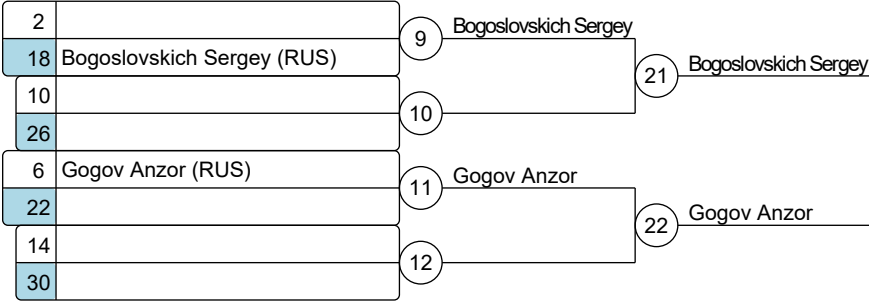 2
9
Bogoslovskich Sergey
18 Bogoslovskich Sergey (RUS)
21
Bogoslovskich Sergey
10
10
26
6 Gogov Anzor (RUS)
11
Gogov Anzor
22
22
Gogov Anzor
14
12
30